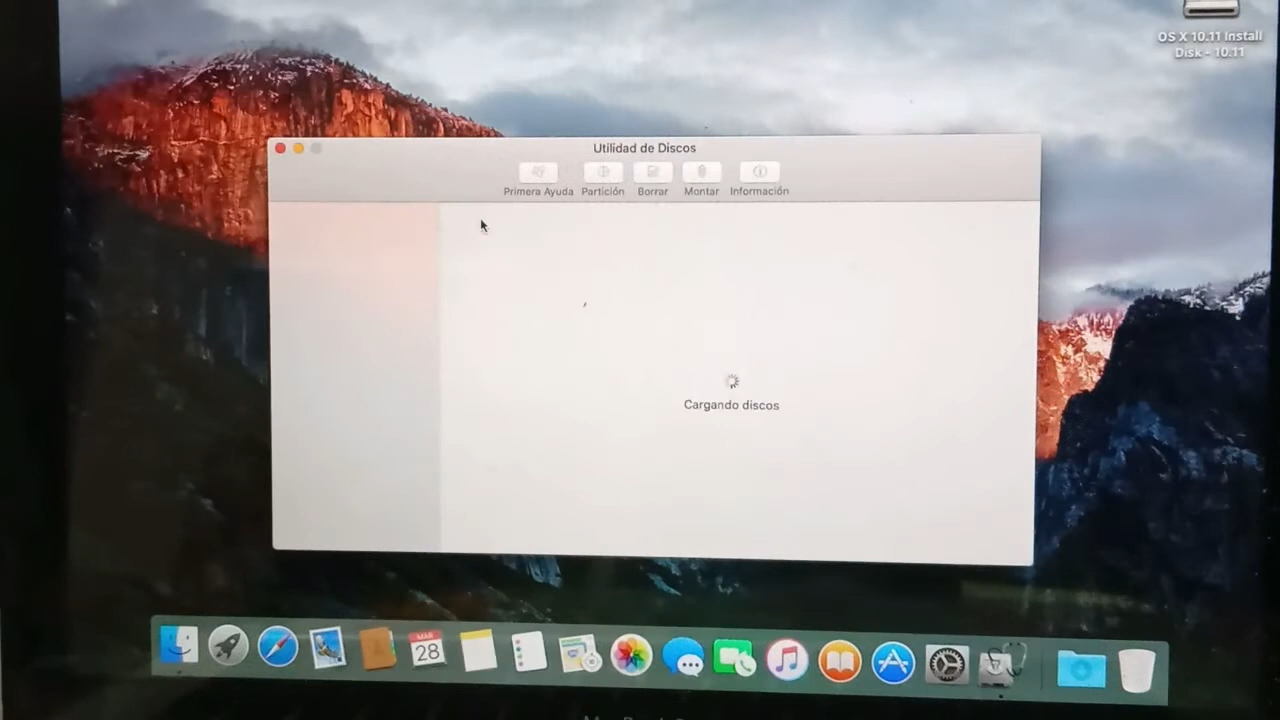 OS X 10.11 Install
Disk - 10.11
Utilidad de Discos
Primera Ayuda
Partición
Borrar
Montar
Información
Cargando discos
MAR
28